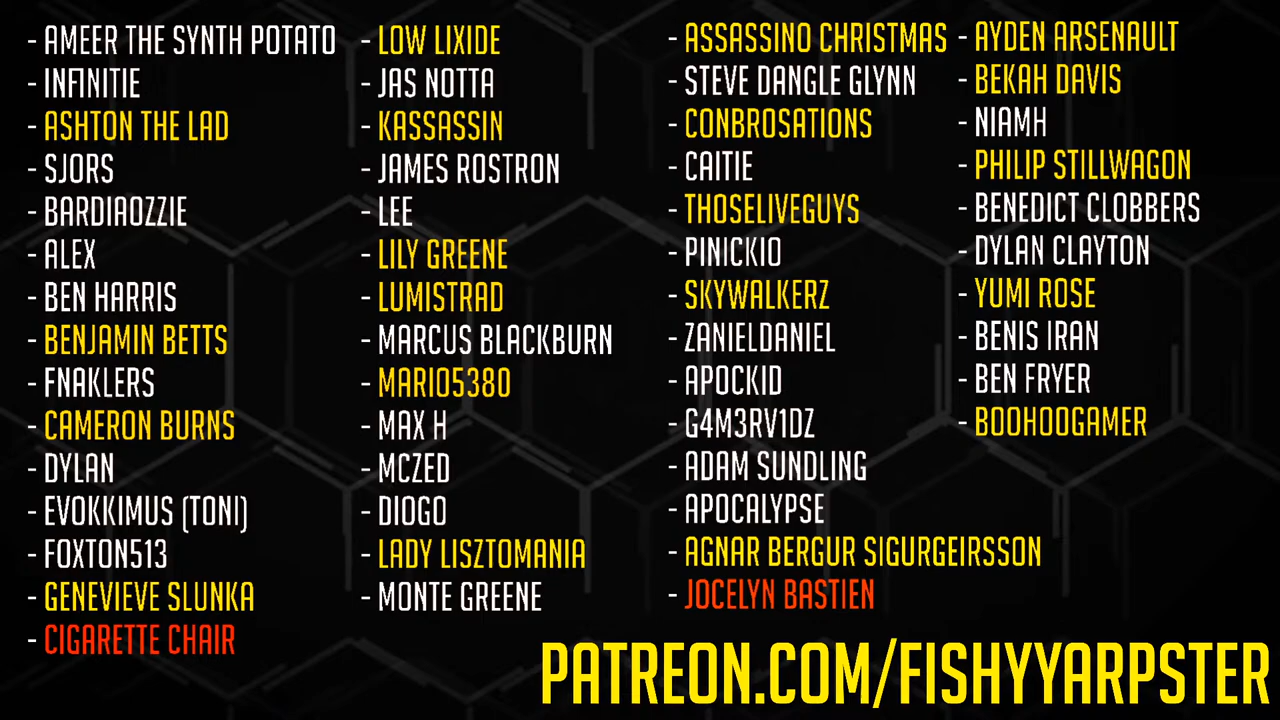 - AMEER THE SYNTH POTATO
- INFINITIE
- ASHTON THE LAD
- SJORS
- BARDIAOZZIE
- ALEX
- BEN HARRIS
- BENJAMIN BETTS
- FNAKLERS
- CAMERON BURNS
- DYLAN
- EVOKKIMUS (TONI)
- FOXTON513
- GENEVIEVE SLUNKA
- CIGARETTE CHAIR
- LOW LIXIDE
- JAS NOTTA
- KASSASSIN
- JAMES ROSTRON
- LEE
- LILY GREENE
- LUMISTRAD
- MARCUS BLACKBURN
- MARIO5380
- MAX H
- MCZED
- DIOGO
- LADY LISZTOMANIA
- MONTE GREENE
- ASSASSINO CHRISTMAS
- STEVE DANGLE GLYNN
- CONBROSATIONS
- CAITIE
- THOSELIVEGUYS
- PINICKIO
- SKYWALKERZ
- ZANIELDANIEL
- APOCKID
- G4M3RV1DZ
- ADAM SUNDLING
- APOCALYPSE
- AGNAR BERGUR SIGURGEIRSSON
- JOCELYN BASTIEN
- AYDEN ARSENAULT
- BEKAH DAVIS
- NIAMH
- PHILIP STILLWAGON
- BENEDICT CLOBBERS
- DYLAN CLAYTON
- YUMI ROSE
- BENIS IRAN
- BEN FRYER
- BOOHOOGAMER
PATREON.COM/FISHYYARPSTER